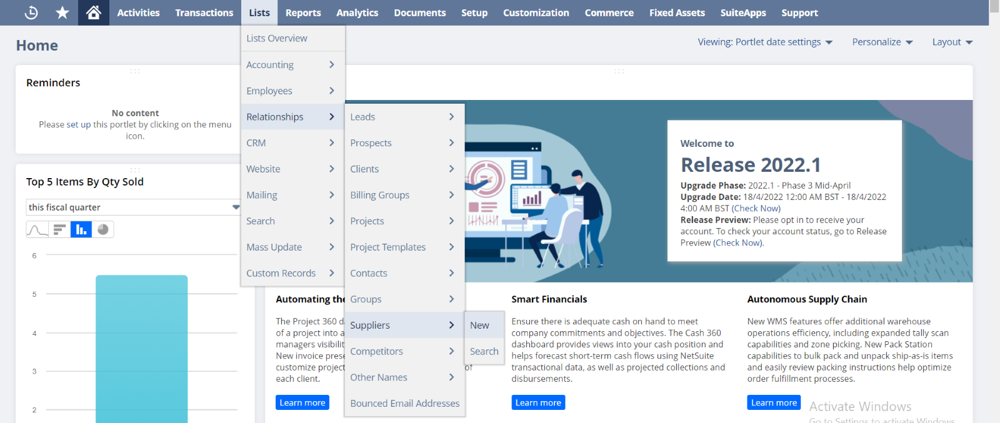 Activities Transactions Lists Reports Analytics Documents Setup Customization Commerce Fixed Assets SuiteApps Support
Home
Viewing: Portlet date settings Personalize Layout
Lists Overview
Accounting
Employees
Relationships
CRM
Website
Mailing
Search
Mass Update
Custom Records
Leads
Prospects
Clients
Billing Groups
Projects
Project Templates
Contacts
Groups
Suppliers
Competitors
Other Names
Bounced Email Addresses
New
Search
Reminders
No content
Please set up this portlet by clicking on the menu
icon.
Top 5 Items By Qty Sold
this fiscal quarter
6
5
4
3
2
Welcome to
Release 2022.1
Upgrade Phase: 2022.1 - Phase 3 Mid-April
Upgrade Date: 18/4/2022 12:00 AM BST - 18/4/2022
4:00 AM BST (Check Now)
Release Preview: Please opt in to receive your
account. To check your account status, go to Release
Preview (Check Now).
Automating the
The Project 360 d
of a project into a
managers visibilit
New invoice prese
customize project of
each client.
Learn more
Smart Financials
Ensure there is adequate cash on hand to meet
company commitments and objectives. The Cash 360
dashboard provides views into your cash position and
helps forecast short-term cash flows using NetSuite
transactional data, as well as projected collections and
disbursements.
Learn more
Autonomous Supply Chain
New WMS features offer additional warehouse
operations efficiency, including expanded tally scan
capabilities and zone picking. New Pack Station
capabilities to bulk pack and unpack ship-as-is items
and easily review packing instructions help optimize
order fulfillment processes.
Learn more
Activate Windows
Go to Settings to activate Windows.